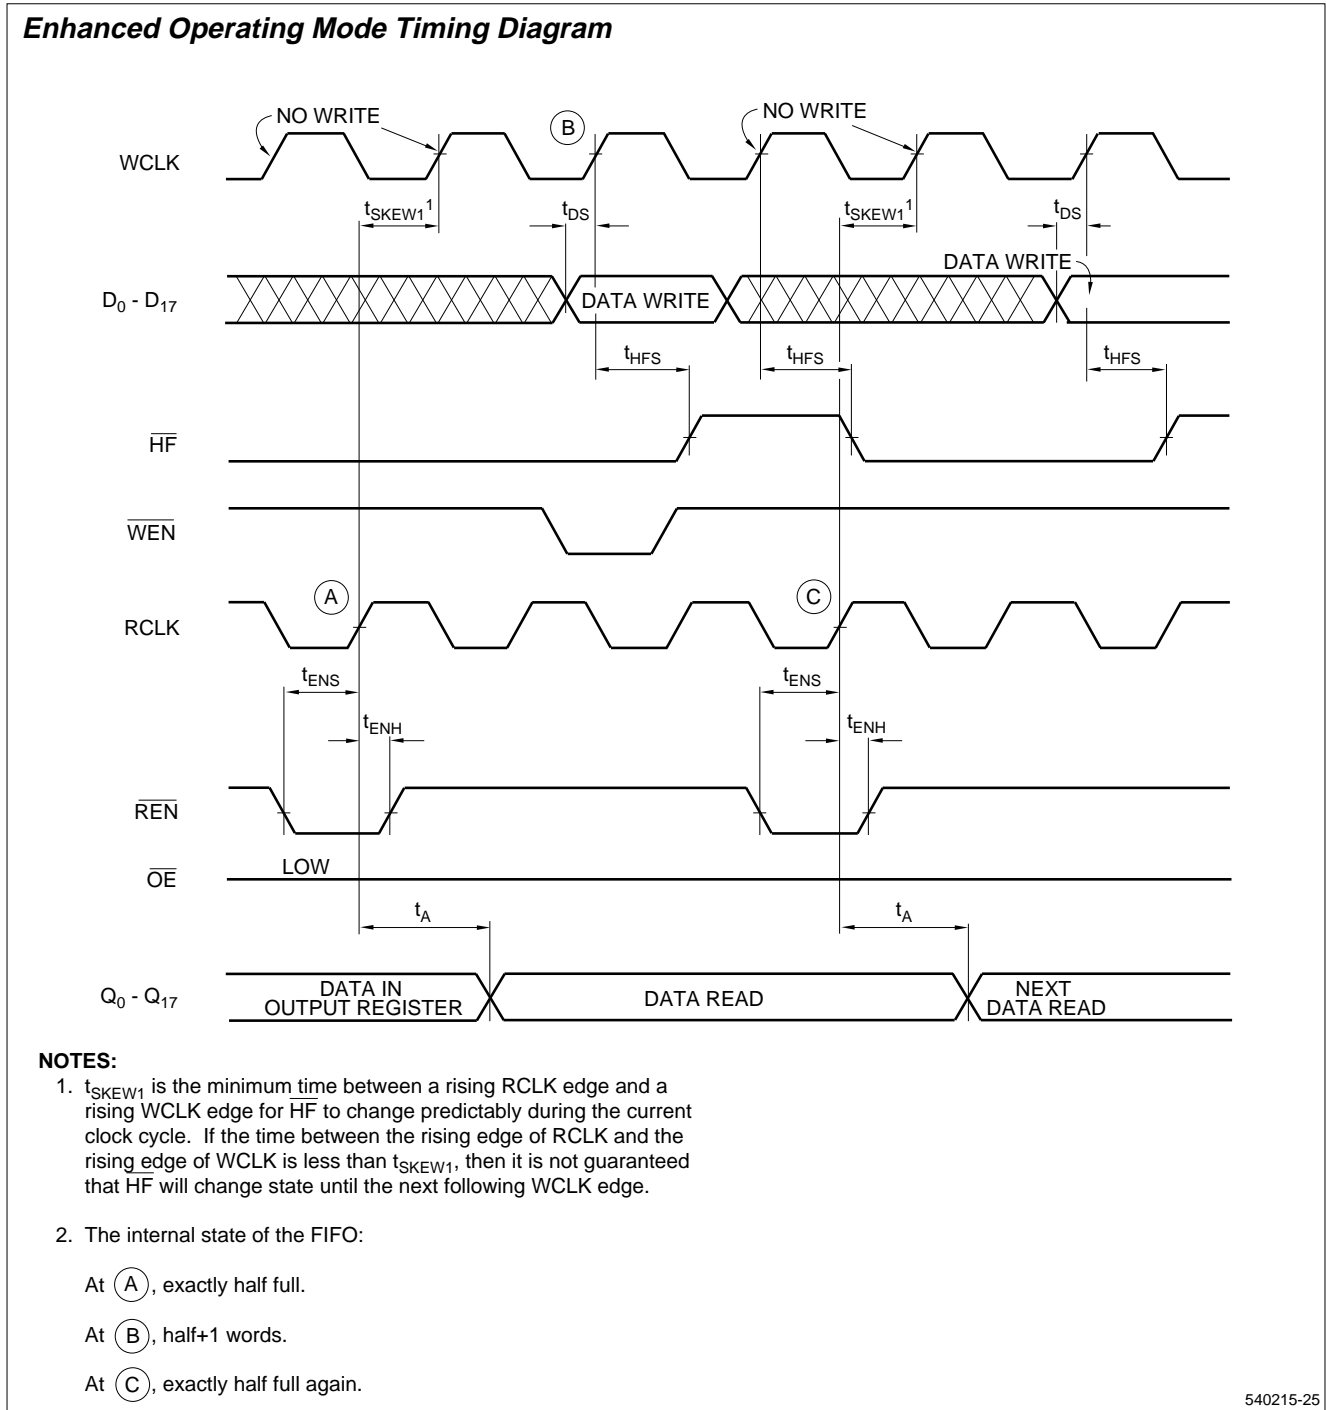 Enhanced Operating Mode Timing Diagram
NO WRITE
B
NO WRITE
WCLK
tSKEW1¹
tDS
tSKEW1¹
tDS
DATA WRITE
D0 - D17
DATA WRITE
tHFS
tHFS
tHFS
HF
WEN
A
C
RCLK
tENS
tENS
tENH
tENH
REN
LOW
OE
tA
tA
Q0 - Q17
DATA IN
OUTPUT REGISTER
DATA READ
NEXT
DATA READ
NOTES:
1. tSKEW1 is the minimum time between a rising RCLK edge and a
rising WCLK edge for HF to change predictably during the current
clock cycle. If the time between the rising edge of RCLK and the
rising edge of WCLK is less than tSKEW1, then it is not guaranteed
that HF will change state until the next following WCLK edge.
2. The internal state of the FIFO:
At A, exactly half full.
At B, half+1 words.
At C, exactly half full again.
540215-25